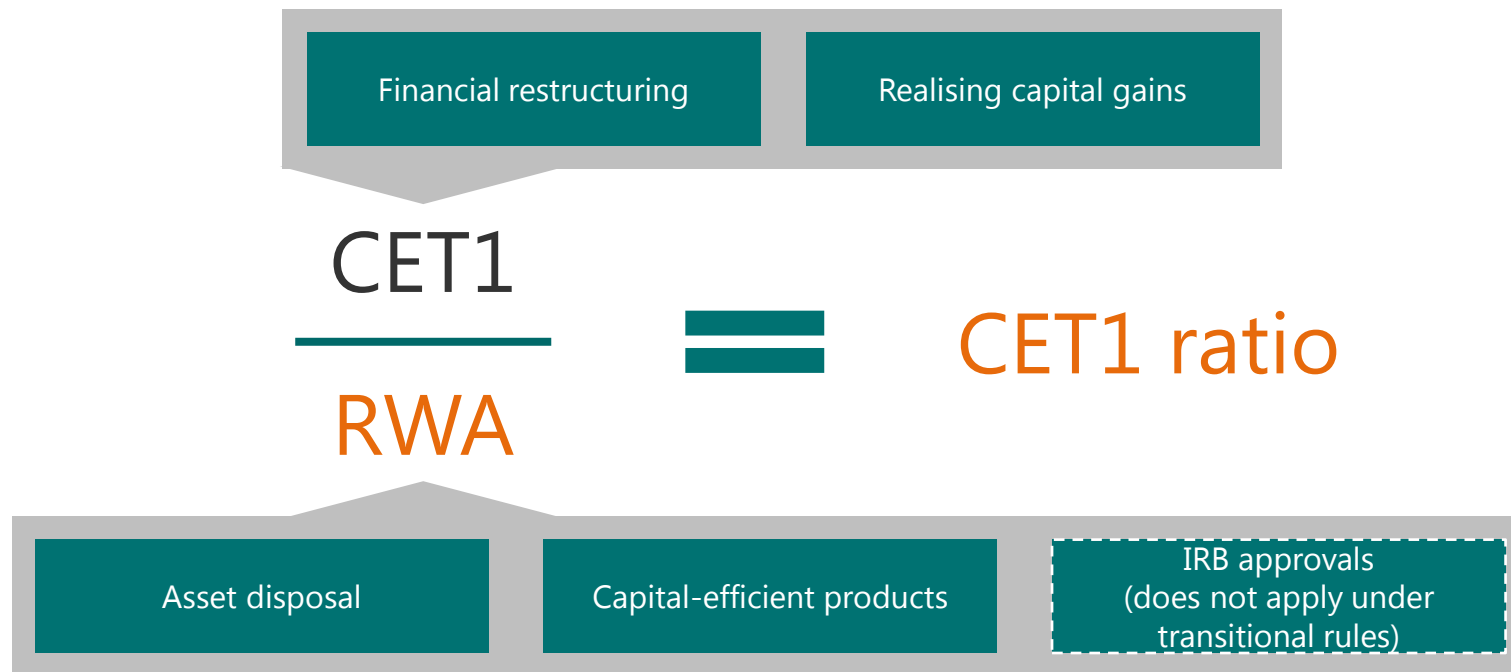 Financial restructuring
Realising capital gains
CET1
RWA
CET1 ratio
Asset disposal
Capital-efficient products
IRB approvals
(does not apply under
transitional rules)